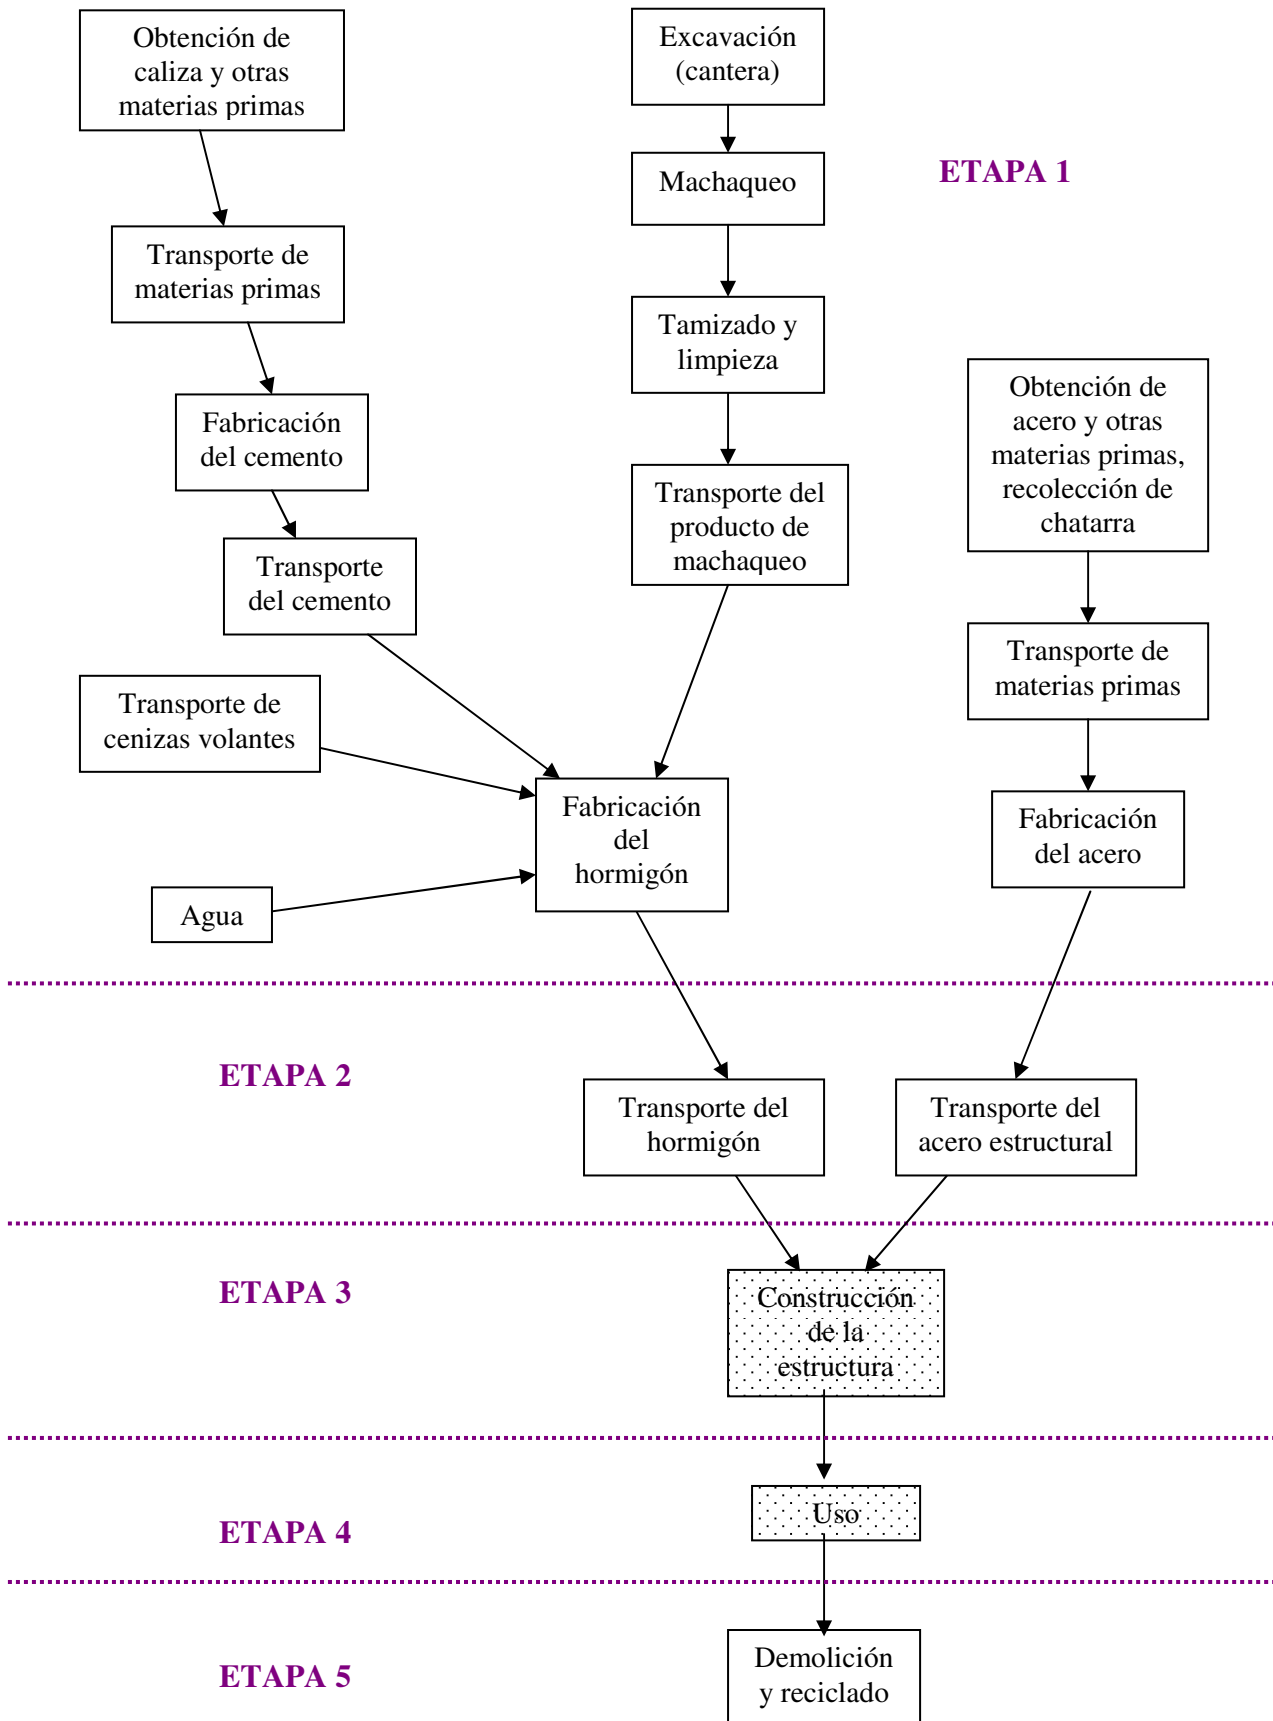 Obtención de
caliza y otras
materias primas
Excavación
(cantera)
Machaqueo
ETAPA 1
Transporte de
materias primas
Tamizado y
limpieza
Obtención de
acero y otras
materias primas,
recolección de
chatarra
Fabricación
del cemento
Transporte del
producto de
machaqueo
Transporte
del cemento
Transporte de
materias primas
Transporte de
cenizas volantes
Fabricación
del
hormigón
Fabricación
del acero
Agua
ETAPA 2
Transporte del
hormigón
Transporte del
acero estructural
ETAPA 3
Construcción
de la
estructura
ETAPA 4
Uso
ETAPA 5
Demolición
y reciclado